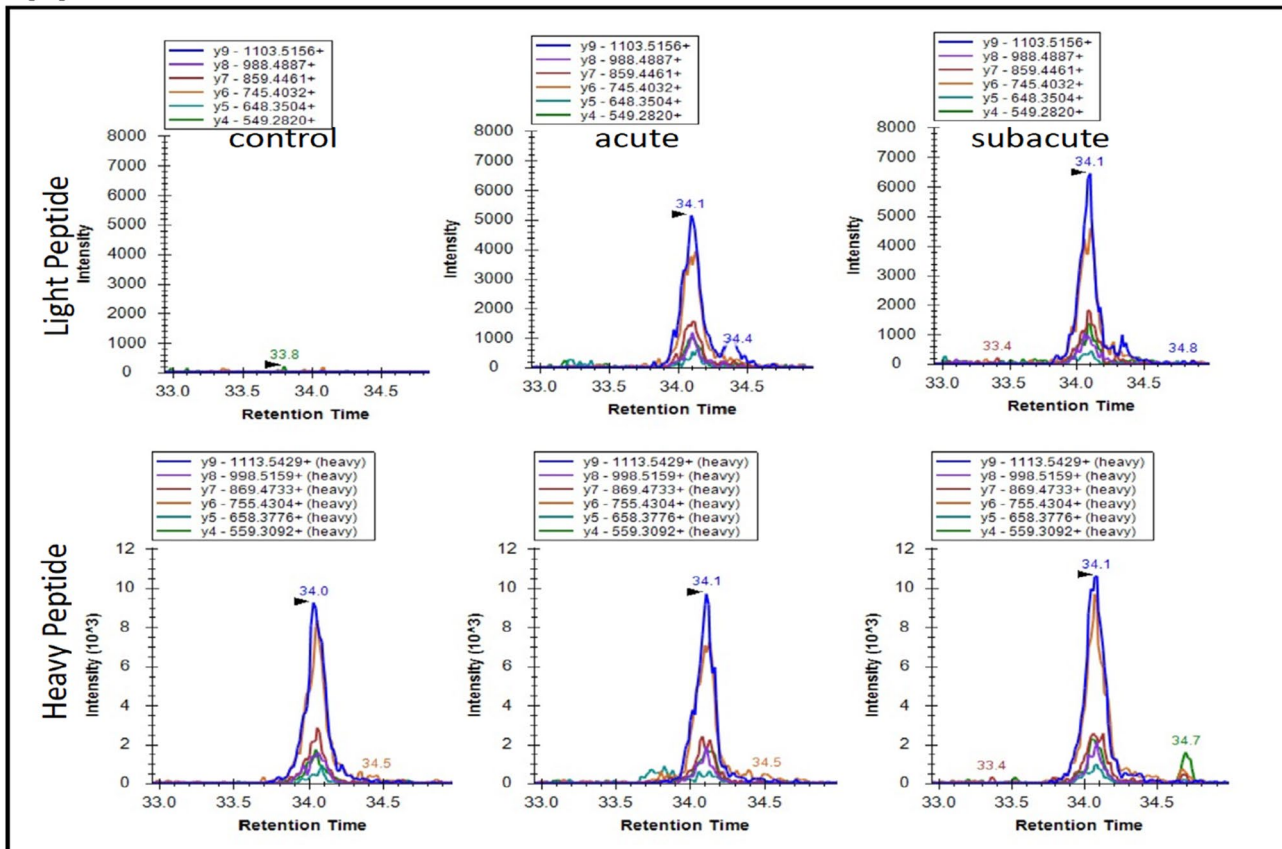 y9 - 1103.5156+
y8 - 988.4887+
y7 - 859.4461+
y6 - 745.4032+
y5 - 648.3504+
y4 - 549.2820+
control
8000
7000
6000
5000
4000
3000
2000
1000
0
33.8
33.0
33.5
34.0
34.5
Intensity
Retention Time
y9 - 1103.5156+
y8 - 988.4887+
y7 - 859.4461+
y6 - 745.4032+
y5 - 648.3504+
y4 - 549.2820+
acute
8000
7000
6000
5000
4000
3000
2000
1000
0
34.1
34.4
33.0
33.5
34.0
34.5
Intensity
Retention Time
y9 - 1103.5156+
y8 - 988.4887+
y7 - 859.4461+
y6 - 745.4032+
y5 - 648.3504+
y4 - 549.2820+
subacute
8000
7000
6000
5000
4000
3000
2000
1000
0
34.1
33.4
34.8
33.0
33.5
34.0
34.5
Intensity
Retention Time
Light Peptide
y9 - 1113.5429+ (heavy)
y8 - 998.5159+ (heavy)
y7 - 869.4733+ (heavy)
y6 - 755.4304+ (heavy)
y5 - 658.3776+ (heavy)
y4 - 559.3092+ (heavy)
12
10
8
6
4
2
0
34.0
34.5
33.0
33.5
34.0
34.5
Intensity (10^3)
Retention Time
y9 - 1113.5429+ (heavy)
y8 - 998.5159+ (heavy)
y7 - 869.4733+ (heavy)
y6 - 755.4304+ (heavy)
y5 - 658.3776+ (heavy)
y4 - 559.3092+ (heavy)
12
10
8
6
4
2
0
34.1
34.5
33.0
33.5
34.0
34.5
Intensity (10^3)
Retention Time
y9 - 1113.5429+ (heavy)
y8 - 998.5159+ (heavy)
y7 - 869.4733+ (heavy)
y6 - 755.4304+ (heavy)
y5 - 658.3776+ (heavy)
y4 - 559.3092+ (heavy)
12
10
8
6
4
2
0
34.1
33.4
34.7
33.0
33.5
34.0
34.5
Intensity (10^3)
Retention Time
Heavy Peptide